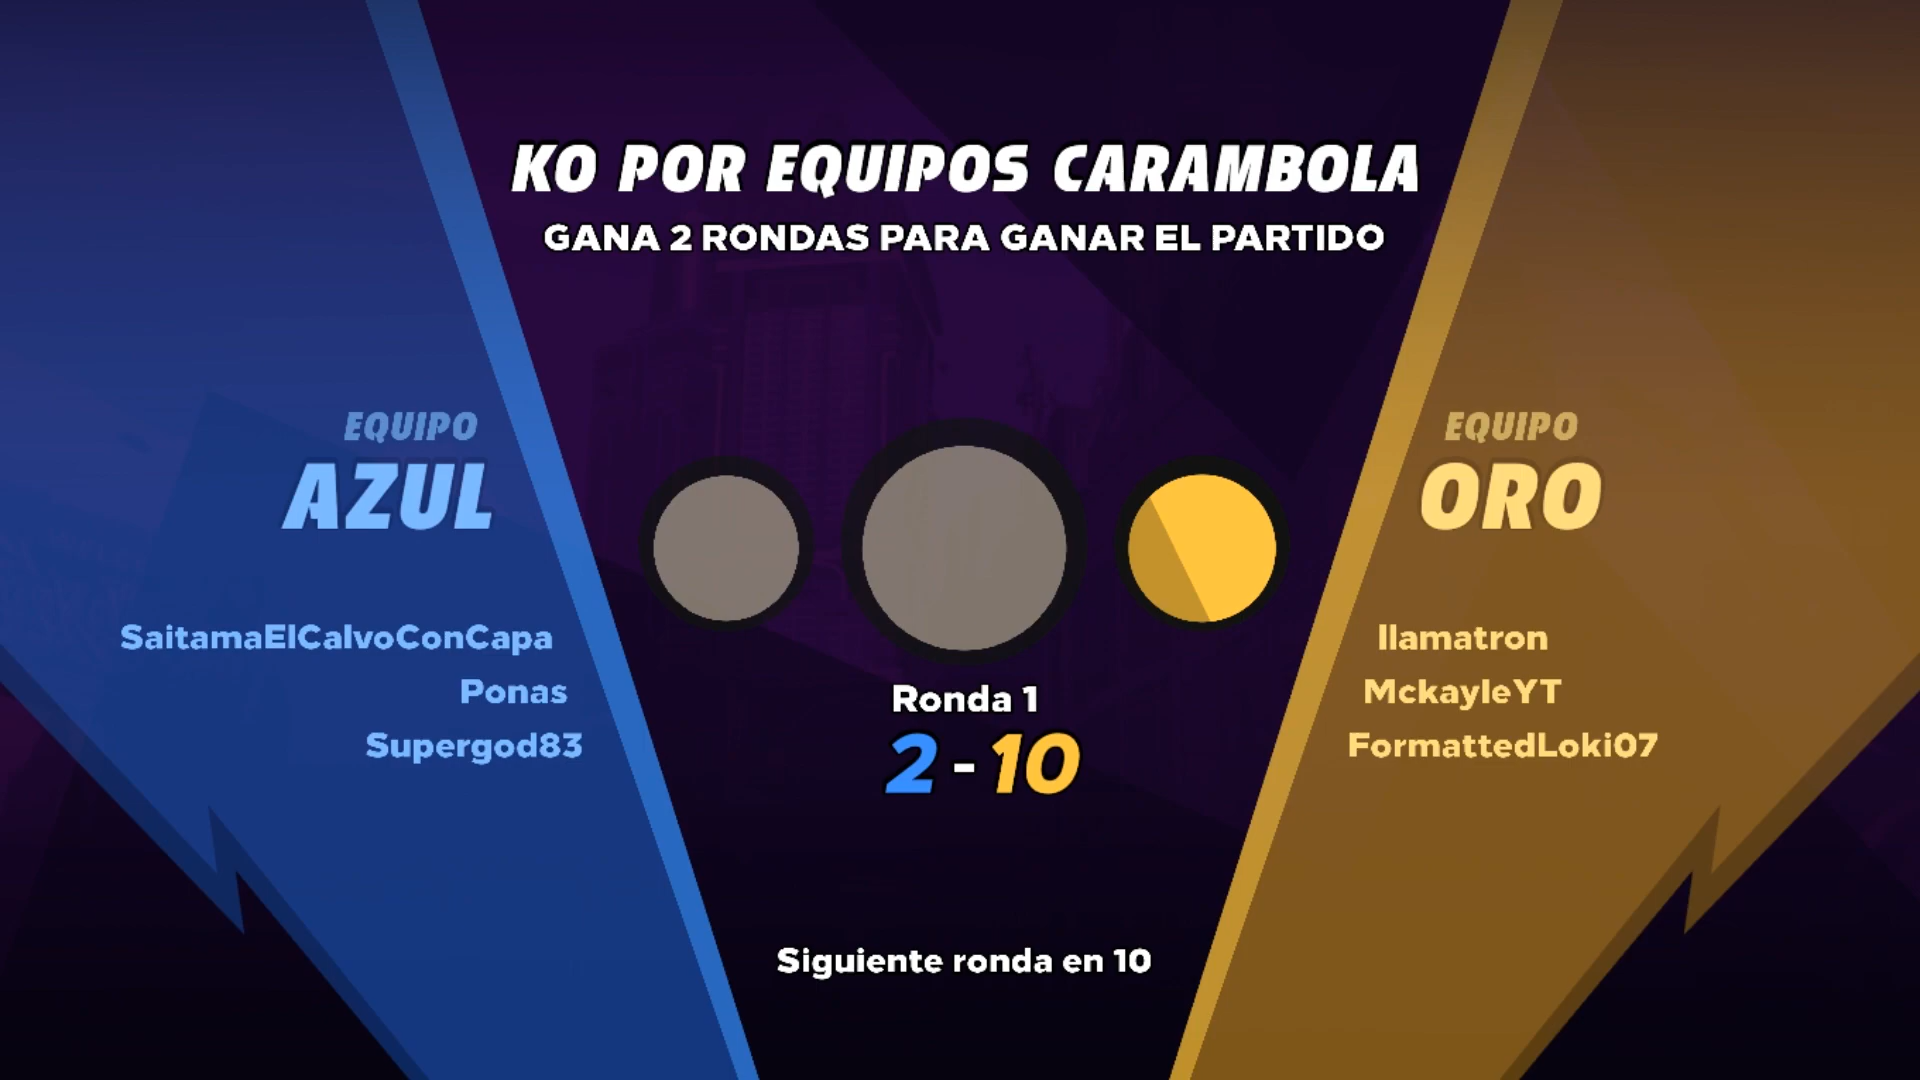 KO POR EQUIPOS CARAMBOLA
GANA 2 RONDAS PARA GANAR EL PARTIDO
EQUIPO
AZUL
SaitamaElCalvoConCapa
Ponas
Supergod83
EQUIPO
ORO
llamatron
MckayleYT
FormattedLoki07
Ronda 1
2 - 10
Siguiente ronda en 10